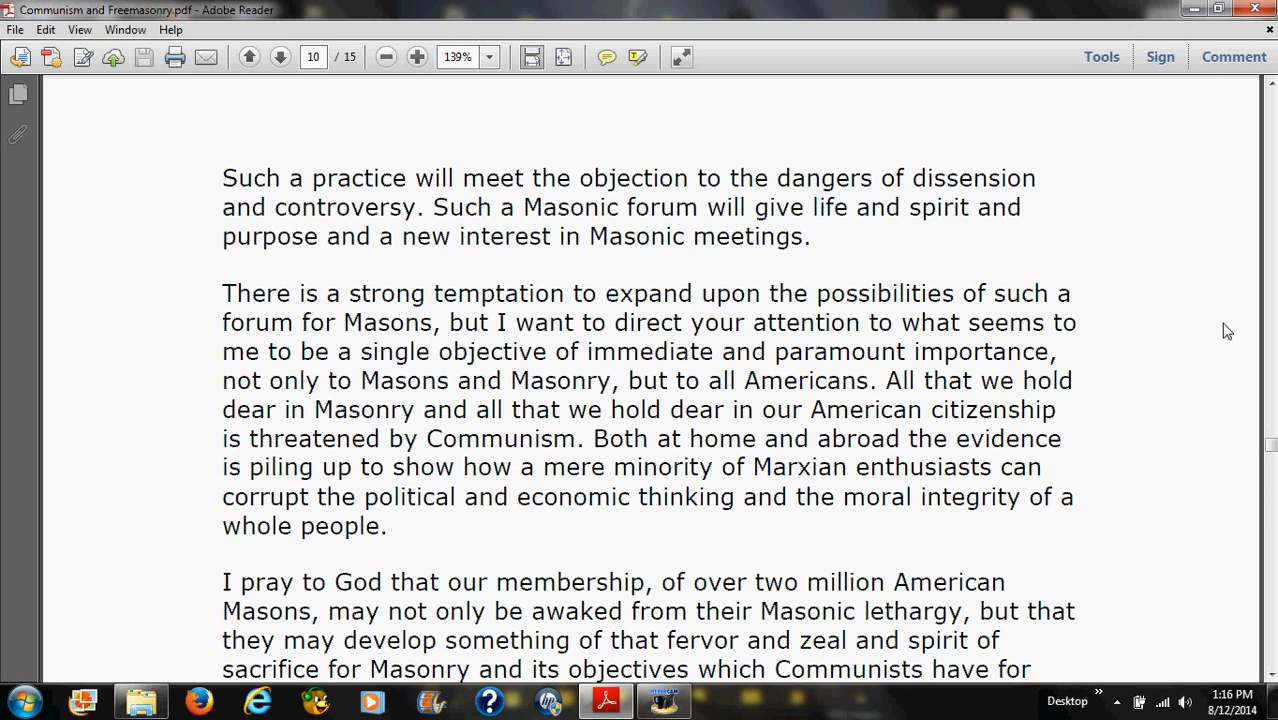 Communism and Freemasonry.pdf - Adobe Reader
File Edit View Window Help
10 / 15 139% Tools Sign Comment
Such a practice will meet the objection to the dangers of dissension
and controversy. Such a Masonic forum will give life and spirit and
purpose and a new interest in Masonic meetings.
There is a strong temptation to expand upon the possibilities of such a
forum for Masons, but I want to direct your attention to what seems to
me to be a single objective of immediate and paramount importance,
not only to Masons and Masonry, but to all Americans. All that we hold
dear in Masonry and all that we hold dear in our American citizenship
is threatened by Communism. Both at home and abroad the evidence
is piling up to show how a mere minority of Marxian enthusiasts can
corrupt the political and economic thinking and the moral integrity of a
whole people.
I pray to God that our membership, of over two million American
Masons, may not only be awaked from their Masonic lethargy, but that
they may develop something of that fervor and zeal and spirit of
sacrifice for Masonry and its objectives which Communists have for
Desktop 1:16 PM
8/12/2014